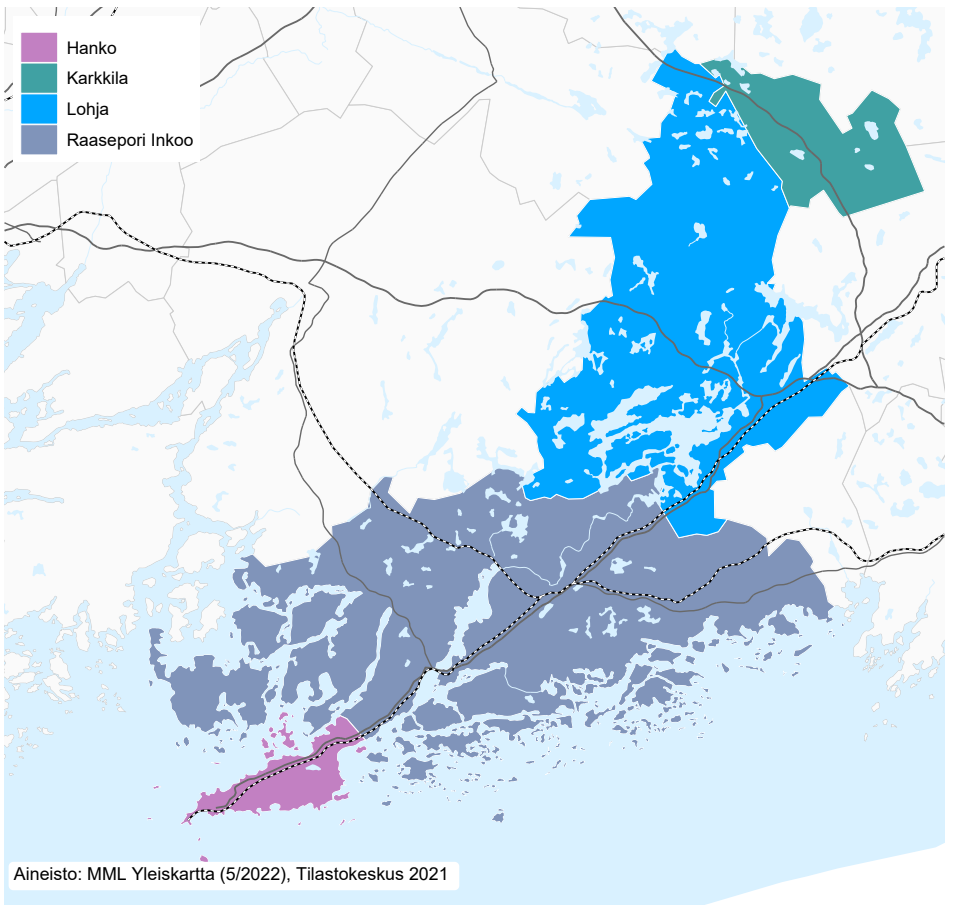 Hanko
Karkkila
Lohja
Raasepori Inkoo
Aineisto: MML Yleiskartta (5/2022), Tilastokeskus 2021